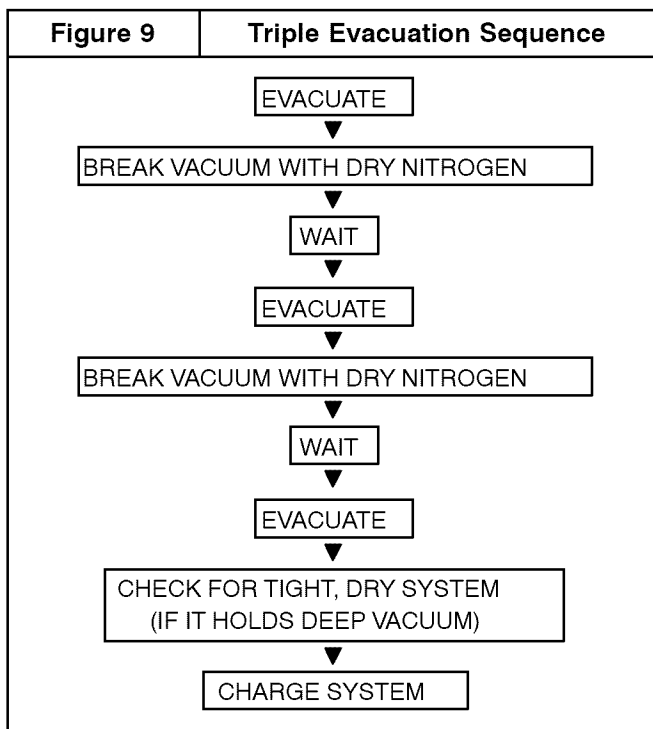 Figure 9
Triple Evacuation Sequence
EVACUATE
BREAK VACUUM WITH DRY NITROGEN
WAIT
EVACUATE
BREAK VACUUM WITH DRY NITROGEN
WAIT
EVACUATE
CHECK FOR TIGHT, DRY SYSTEM
(IF IT HOLDS DEEP VACUUM)
CHARGE SYSTEM